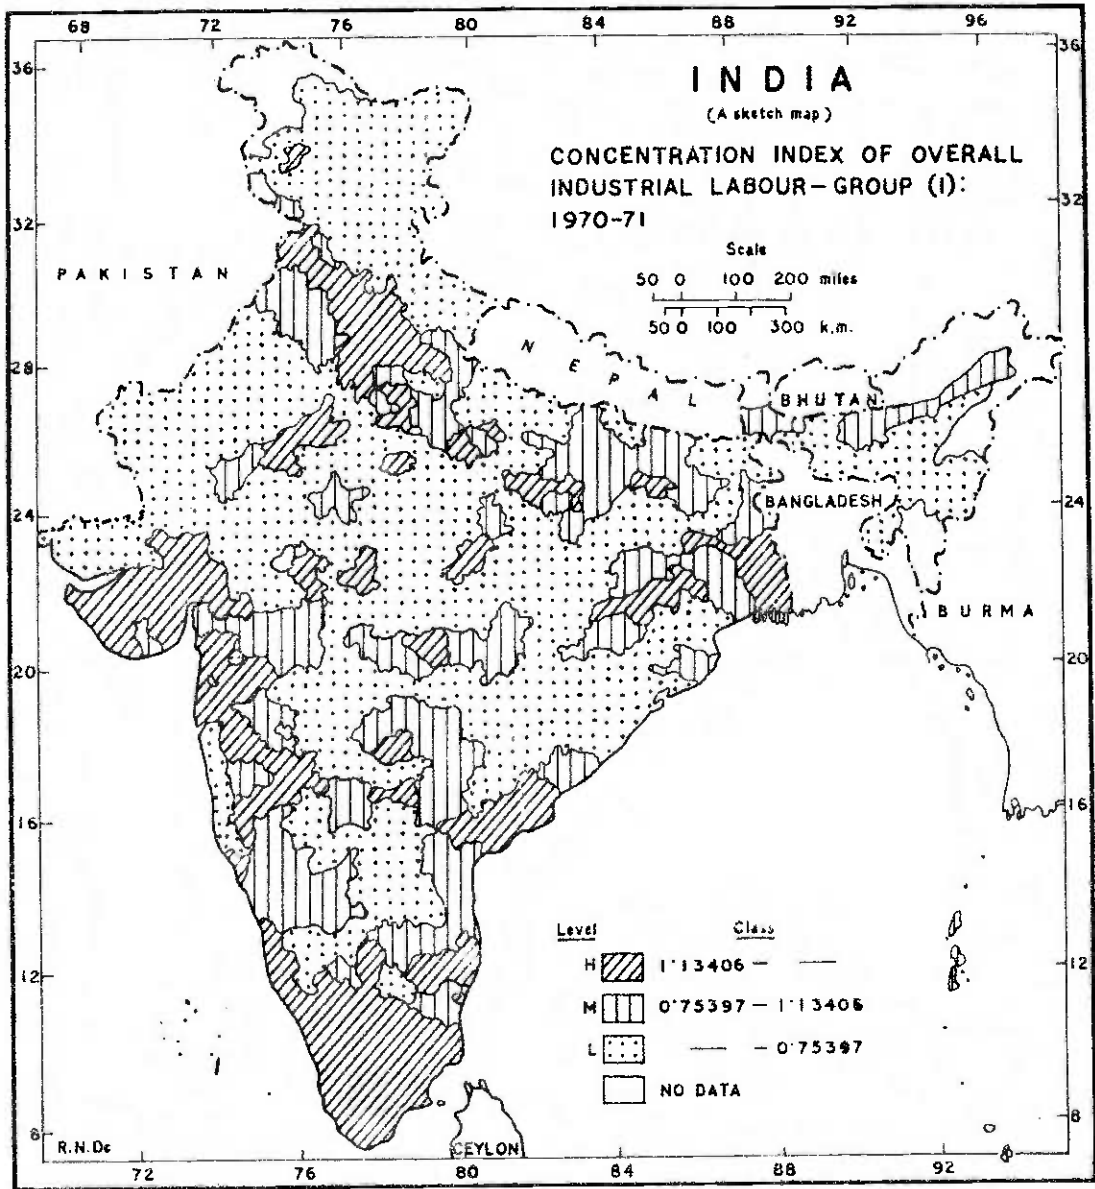 68 72 76 80 84 88 92 96
36
36
INDIA
(A sketch map)
CONCENTRATION INDEX OF OVERALL
INDUSTRIAL LABOUR-GROUP (I):
1970-71
32
32
Scale
PAKISTAN
50 0 100 200 miles
50 0 100 300 k.m.
NEPAL
28
28
BHUTAN
24
BANGLADESH
24
BURMA
20
20
16
16
Level Class
H 1·13406 — —
12
12
M 0·75397 — 1·13406
L — — 0·75397
NO DATA
8
8
R.N.De
CEYLON
72 76 80 84 88 92